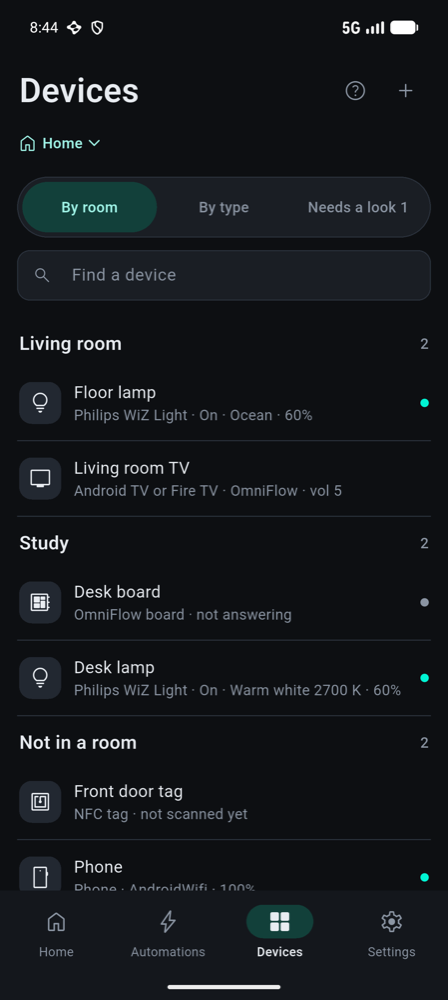 8:44
5G
Devices
Home
By room
By type
Needs a look 1
Find a device
Living room
2
Floor lamp
Philips WiZ Light · On · Ocean · 60%
Living room TV
Android TV or Fire TV · OmniFlow · vol 5
Study
2
Desk board
OmniFlow board · not answering
Desk lamp
Philips WiZ Light · On · Warm white 2700 K · 60%
Not in a room
2
Front door tag
NFC tag · not scanned yet
Phone
Phone · AndroidWifi · 100%
Home
Automations
Devices
Settings